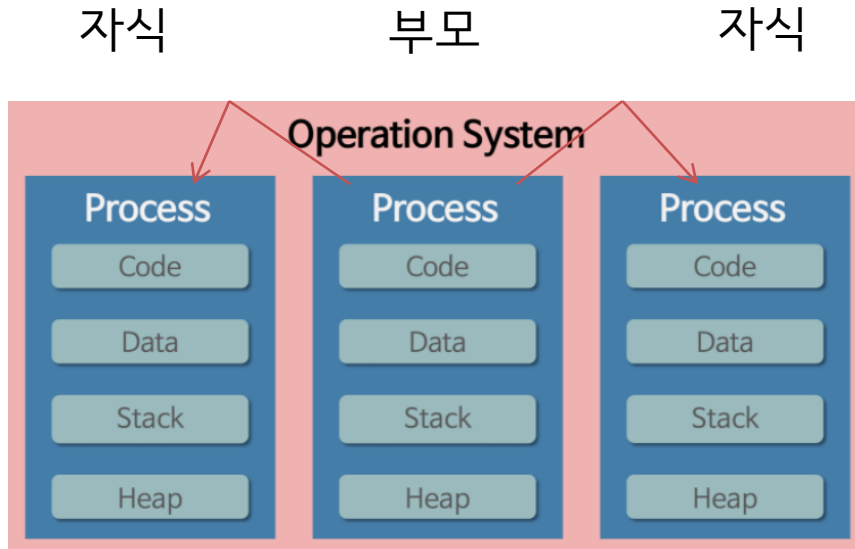 자식 부모 자식
Operation System
Process Process Process
Code Code Code
Data Data Data
Stack Stack Stack
Heap Heap Heap